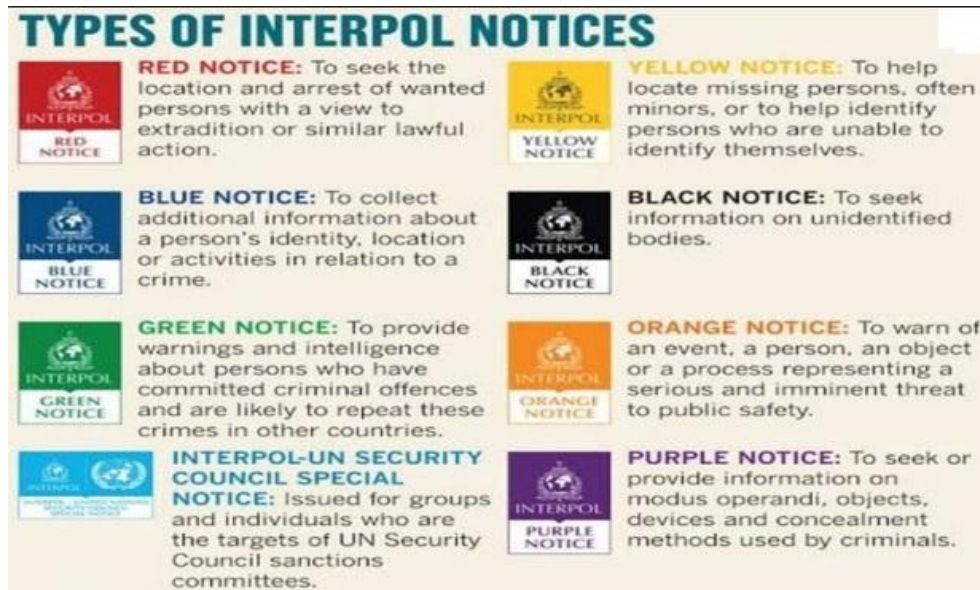 TYPES OF INTERPOL NOTICES
INTERPOL
RED
NOTICE
RED NOTICE: To seek the
location and arrest of wanted
persons with a view to
extradition or similar lawful
action.
INTERPOL
YELLOW
NOTICE
YELLOW NOTICE: To help
locate missing persons, often
minors, or to help identify
persons who are unable to
identify themselves.
INTERPOL
BLUE
NOTICE
BLUE NOTICE: To collect
additional information about
a person's identity, location
or activities in relation to a
crime.
INTERPOL
BLACK
NOTICE
BLACK NOTICE: To seek
information on unidentified
bodies.
INTERPOL
GREEN
NOTICE
GREEN NOTICE: To provide
warnings and intelligence
about persons who have
committed criminal offences
and are likely to repeat these
crimes in other countries.
INTERPOL
ORANGE
NOTICE
ORANGE NOTICE: To warn of
an event, a person, an object
or a process representing a
serious and imminent threat
to public safety.
INTERPOL
INTERPOL-UN SECURITY
COUNCIL SPECIAL
NOTICE: Issued for groups
and individuals who are
the targets of UN Security
Council sanctions
committees.
INTERPOL
PURPLE
NOTICE
PURPLE NOTICE: To seek or
provide information on
modus operandi, objects,
devices and concealment
methods used by criminals.